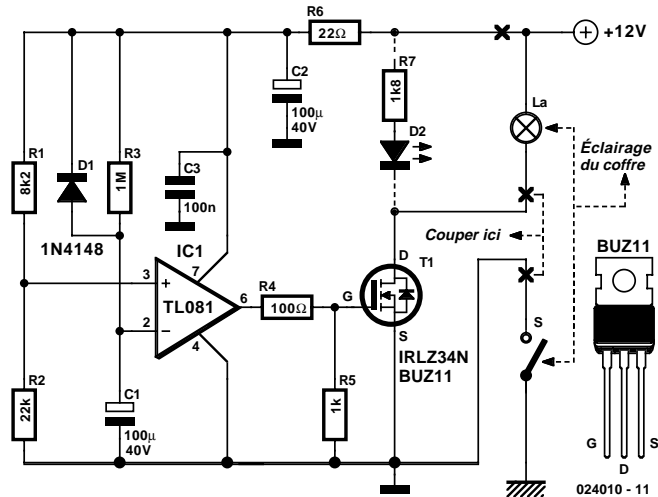 R6
22Ω
+12V
C2
100µ
40V
R7
1k8
D2
La
Éclairage
du coffre
R1
8k2
D1
R3
1M
1N4148
C3
100n
IC1
7
TL081
3
+
2
−
6
4
R4
100Ω
Couper ici
D
T1
G
S
IRLZ34N
BUZ11
BUZ11
S
R2
22k
C1
100µ
40V
R5
1k
G
D
S
024010 - 11